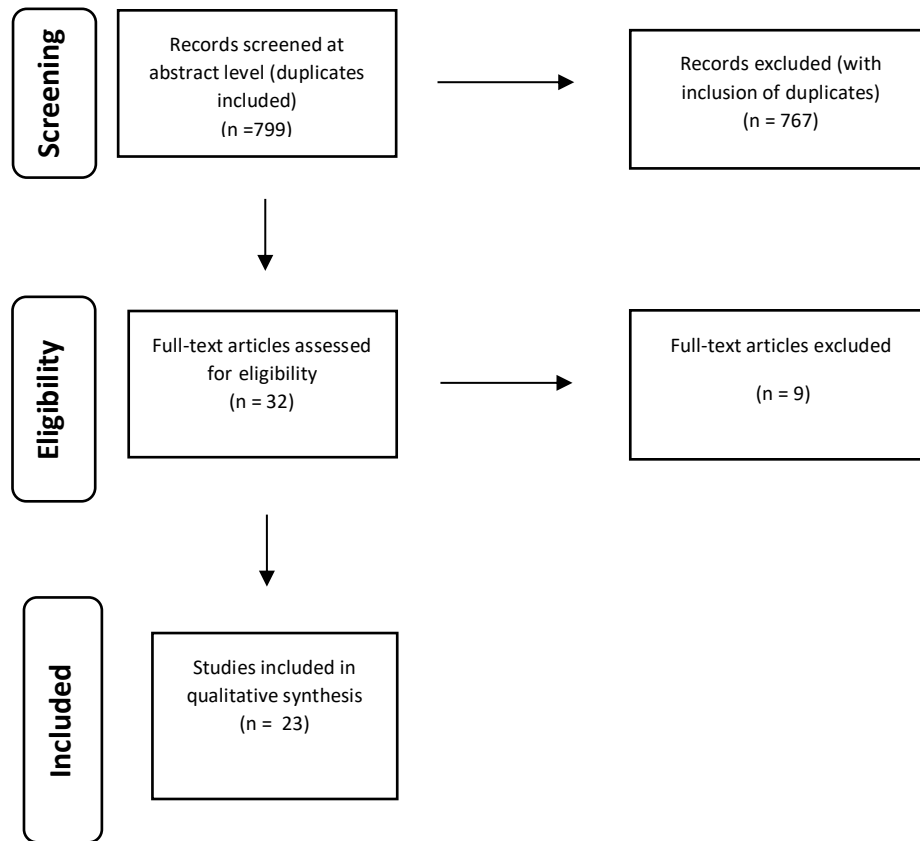 Screening
Records screened at
abstract level (duplicates
included)
(n =799)
Records excluded (with
inclusion of duplicates)
(n = 767)
Eligibility
Full-text articles assessed
for eligibility
(n = 32)
Full-text articles excluded
(n = 9)
Included
Studies included in
qualitative synthesis
(n = 23)